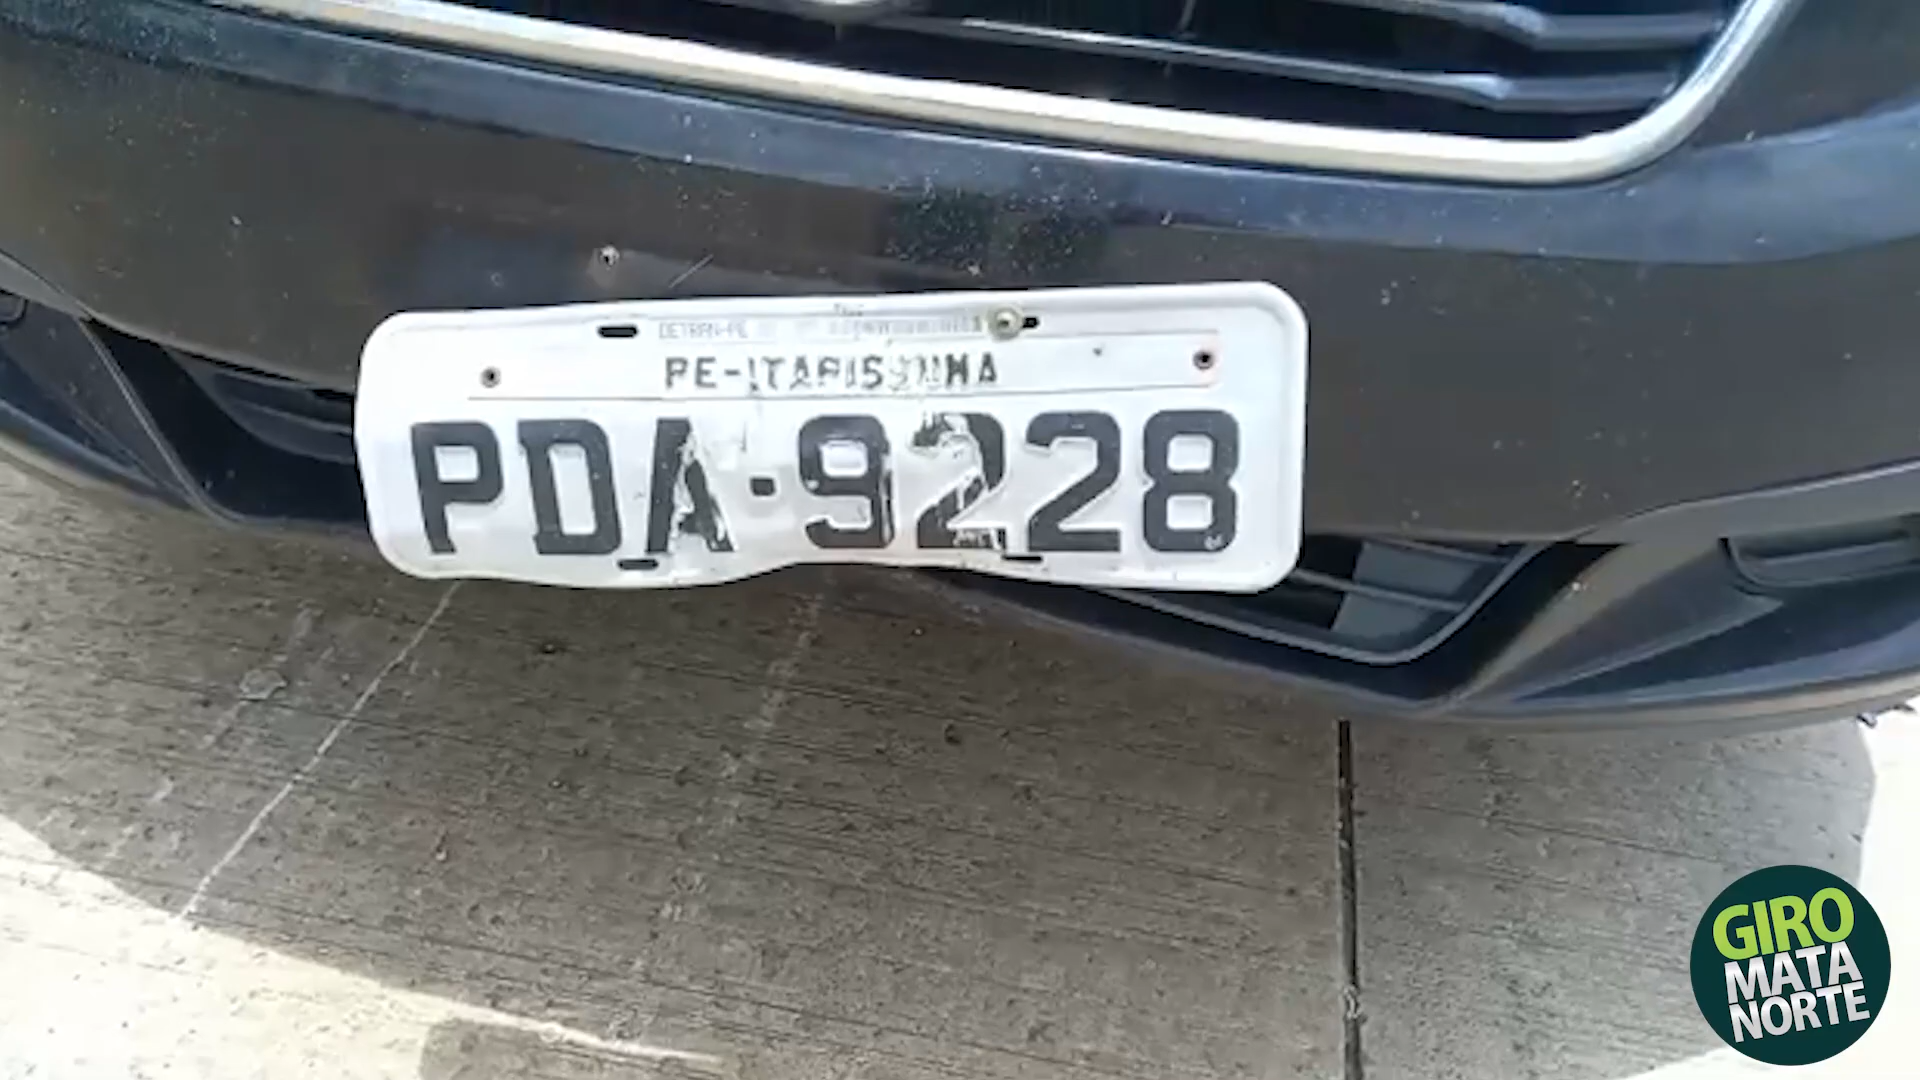 DETRAN-PE
PE-ITAPISSUMA
PDA·9228
GIRO
MATA
NORTE